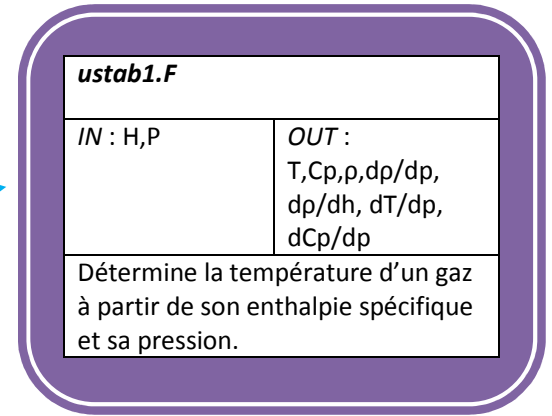 ustab1.F
IN : H,P
OUT :
T,Cp,ρ,dρ/dp,
dρ/dh, dT/dp,
dCp/dp
Détermine la température d’un gaz
à partir de son enthalpie spécifique
et sa pression.